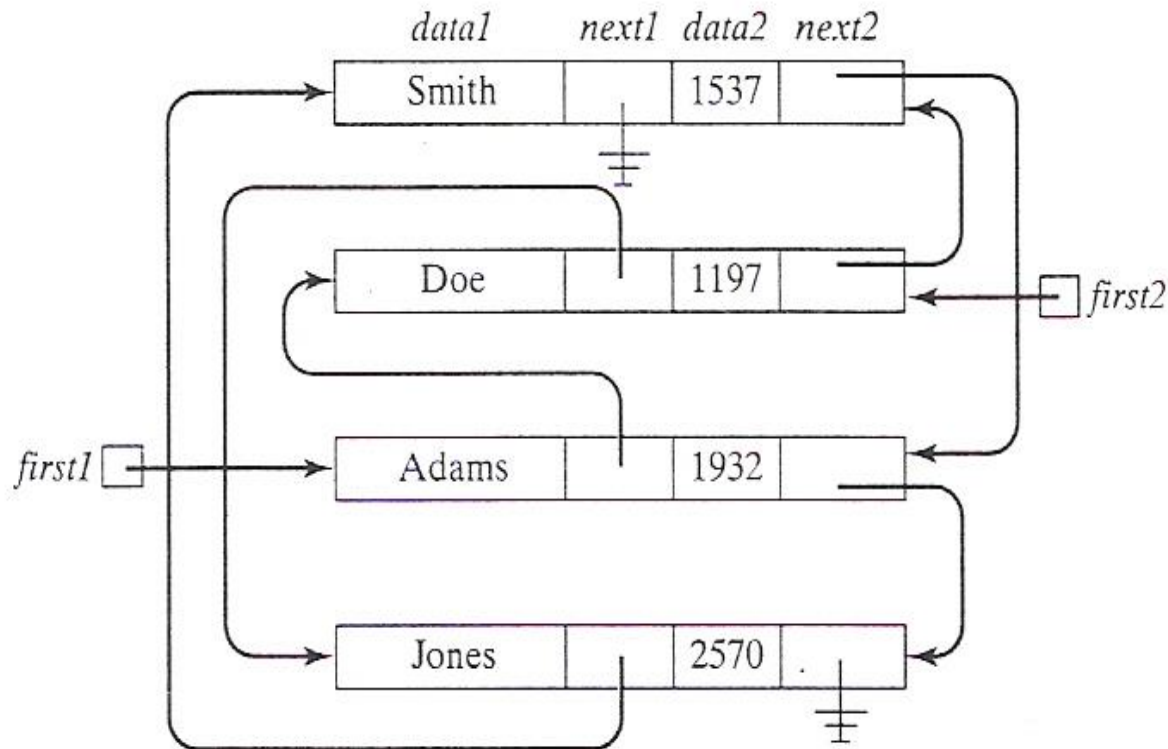 data1 next1 data2 next2
Smith 1537
Doe 1197
first2
Adams 1932
first1
Jones 2570